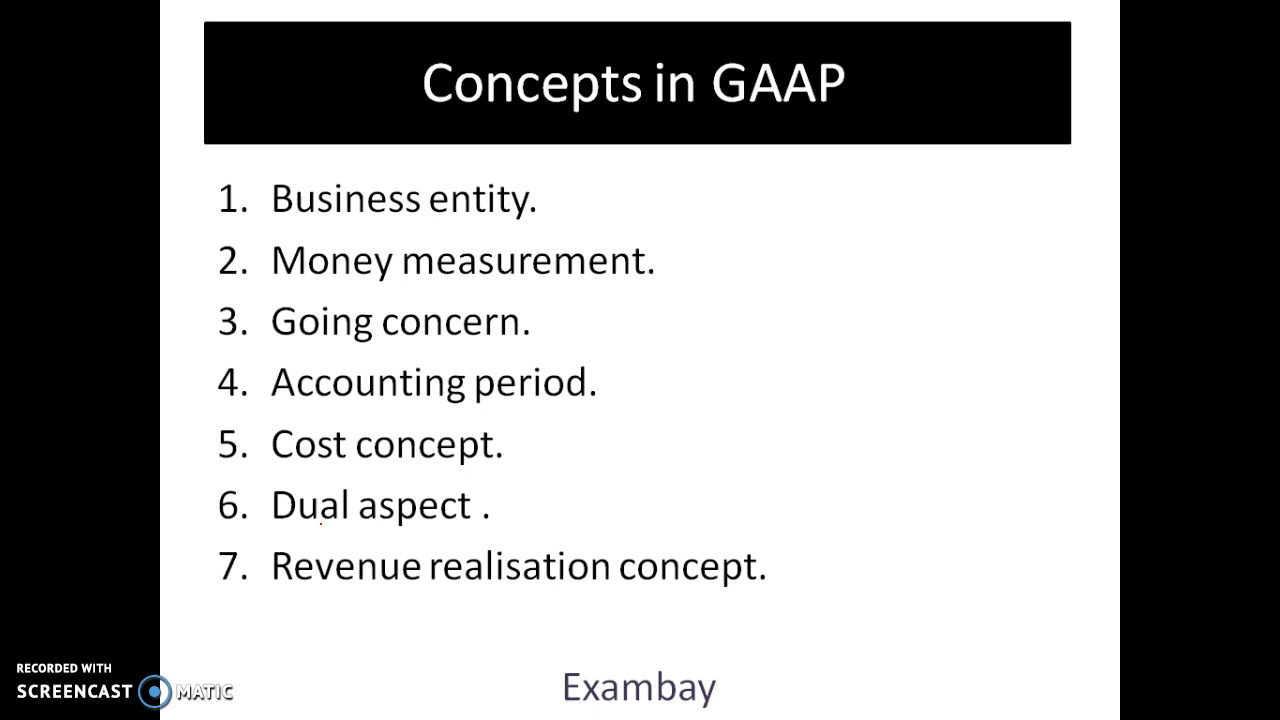 Concepts in GAAP
1. Business entity.
2. Money measurement.
3. Going concern.
4. Accounting period.
5. Cost concept.
6. Dual aspect .
7. Revenue realisation concept.
RECORDED WITH
SCREENCAST MATIC
Exambay